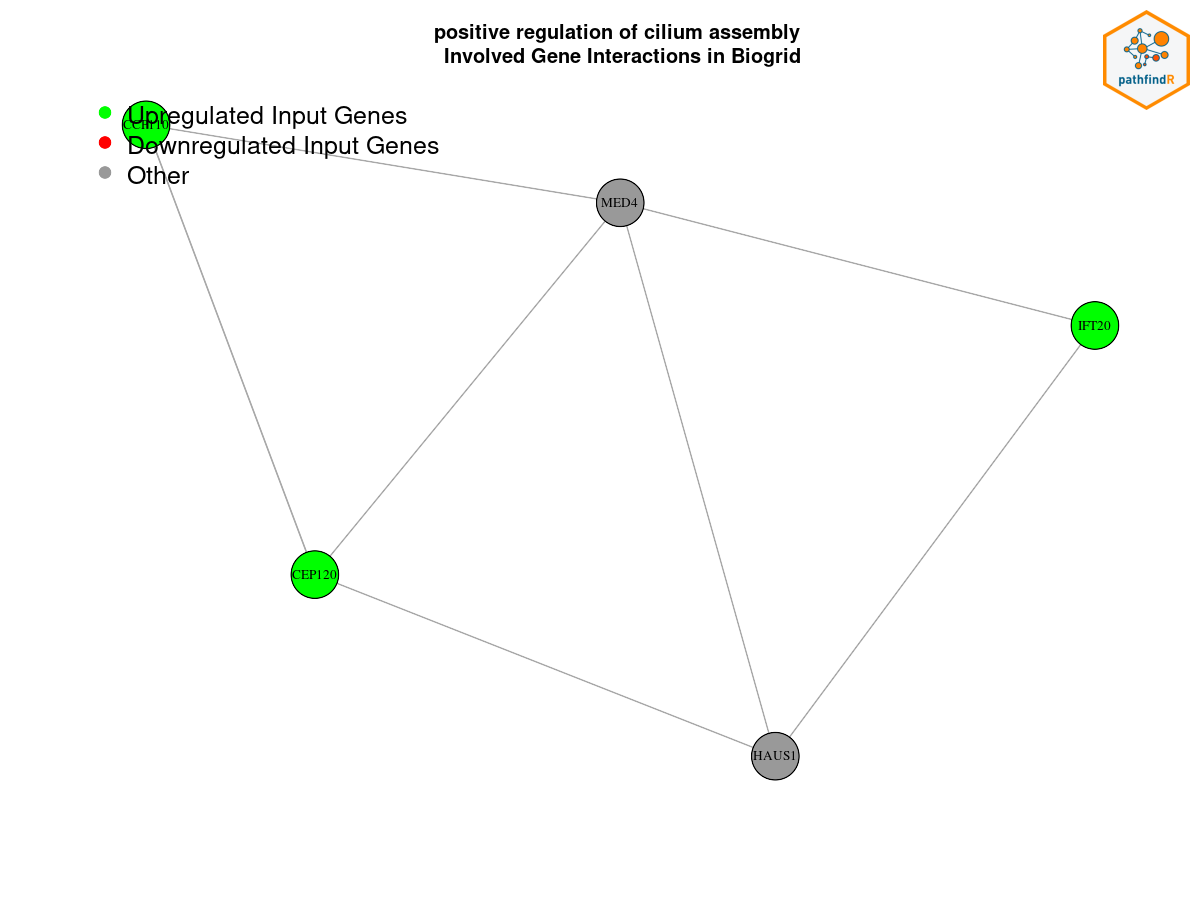 positive regulation of cilium assembly
Involved Gene Interactions in Biogrid
pathfindR
Upregulated Input Genes
Downregulated Input Genes
Other
MED4
IFT20
CEP120
HAUS1